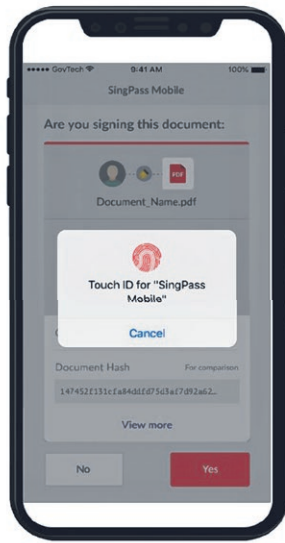 GovTech 9:41 AM 100%
SingPass Mobile
Are you signing this document:
PDF
Document_Name.pdf
Touch ID for "SingPass
Mobile"
Cancel
Document Hash For comparison
View more
No Yes